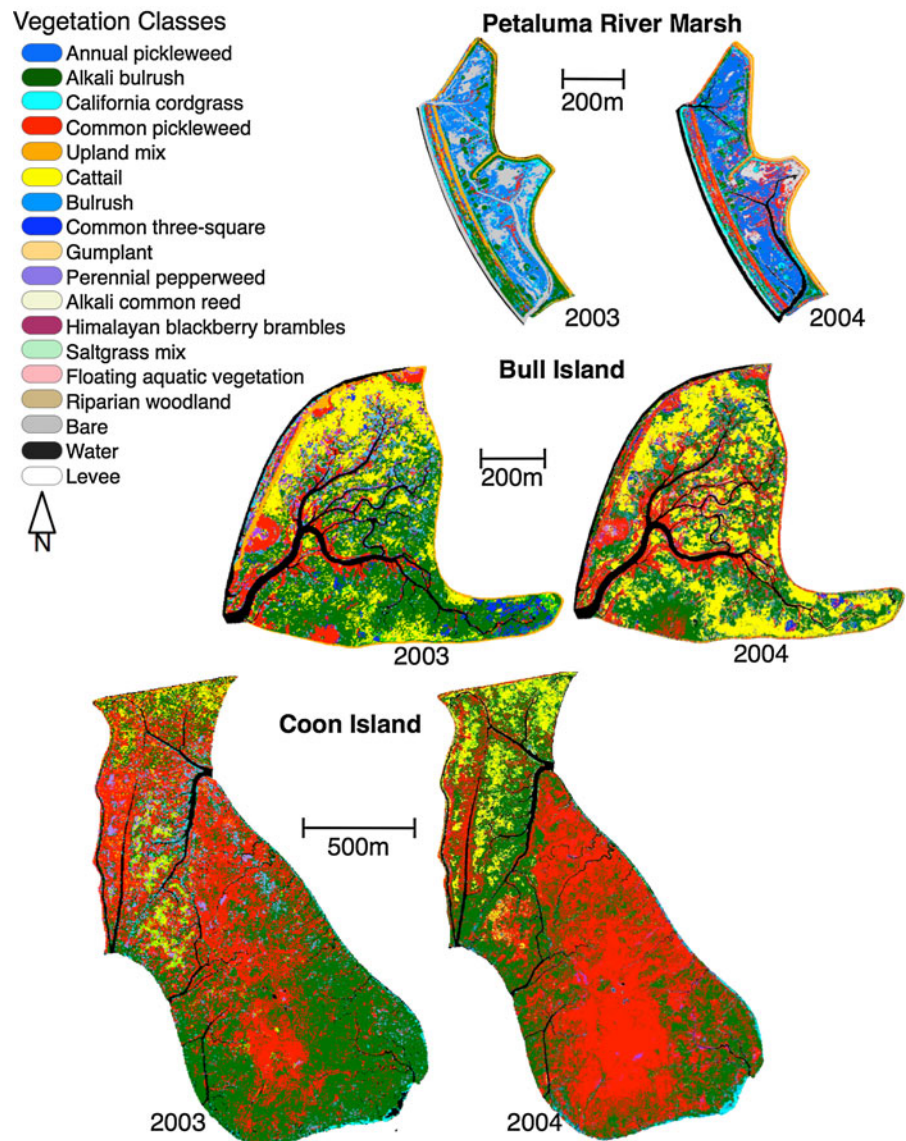 Vegetation Classes
Annual pickleweed
Alkali bulrush
California cordgrass
Common pickleweed
Upland mix
Cattail
Bulrush
Common three-square
Gumplant
Perennial pepperweed
Alkali common reed
Himalayan blackberry brambles
Saltgrass mix
Floating aquatic vegetation
Riparian woodland
Bare
Water
Levee
N
Petaluma River Marsh
200m
2003
2004
Bull Island
200m
2003
2004
Coon Island
500m
2003
2004